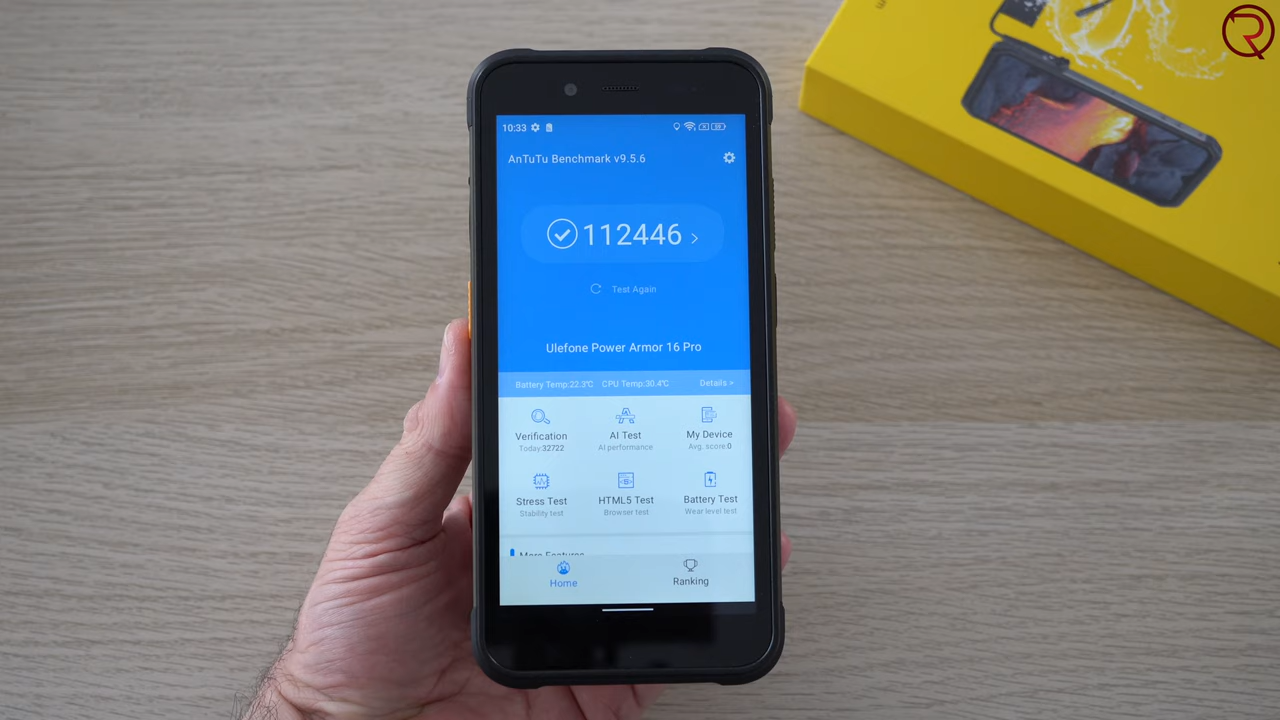 10:33
AnTuTu Benchmark v9.5.6
112446 >
Test Again
Ulefone Power Armor 16 Pro
Battery Temp:22.3℃ CPU Temp:30.4℃ Details >
Verification AI Test My Device
Today:32722 AI performance Avg. score:0
Stress Test HTML5 Test Battery Test
Stability test Browser test Wear level test
More Features
Home Ranking